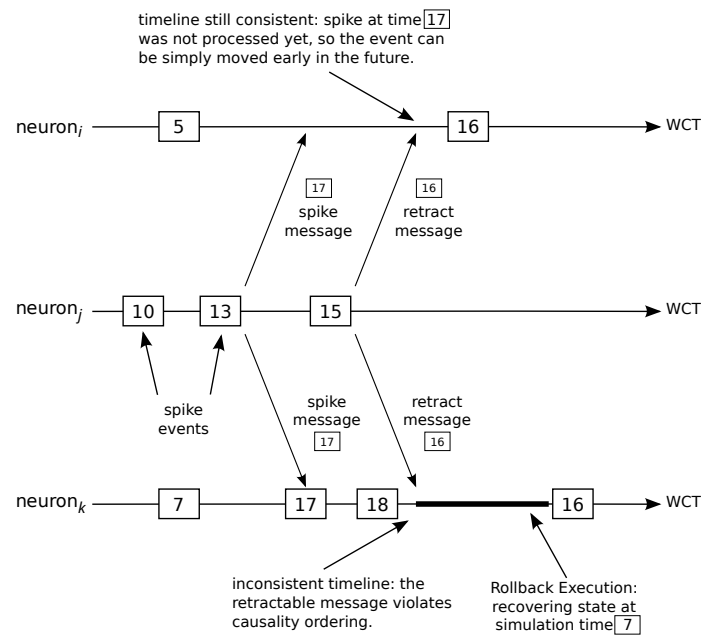 timeline still consistent: spike at time 17
was not processed yet, so the event can
be simply moved early in the future.
neuron_i
5
16
WCT
17
spike
message
16
retract
message
neuron_j
10
13
15
WCT
spike
events
spike
message
17
retract
message
16
neuron_k
7
17
18
16
WCT
inconsistent timeline: the
retractable message violates
causality ordering.
Rollback Execution:
recovering state at
simulation time 7